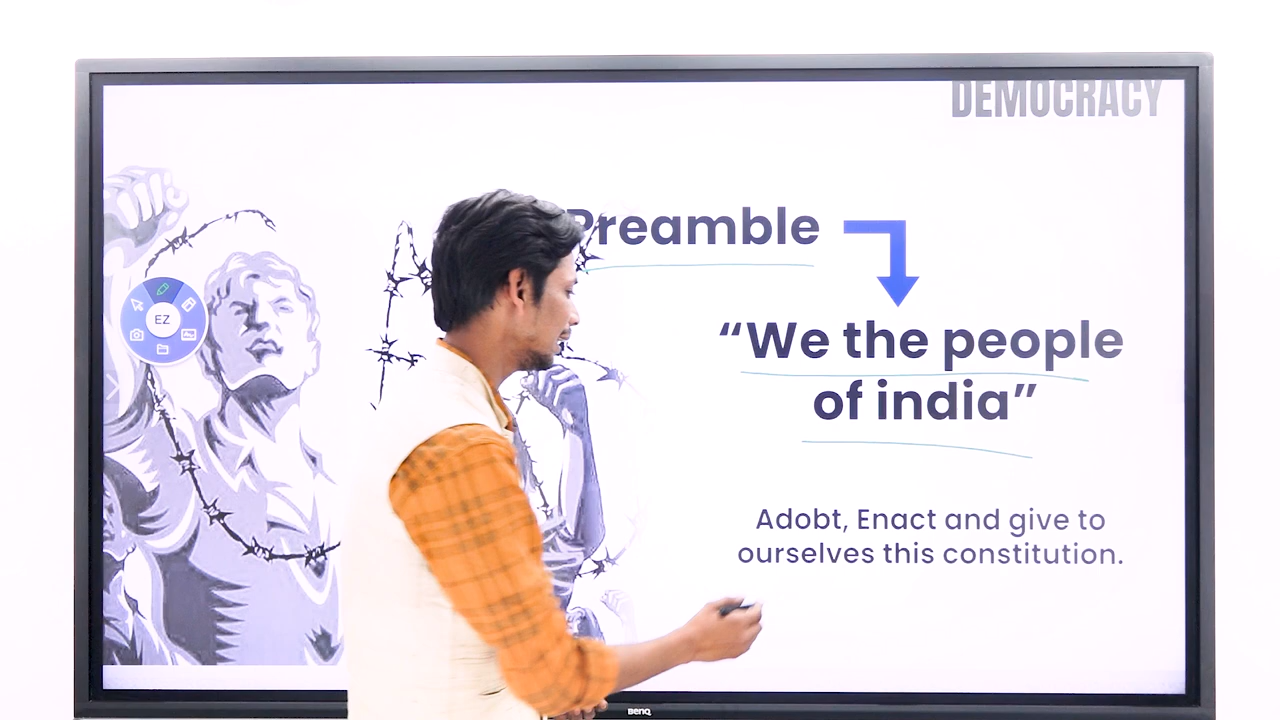 DEMOCRACY
Preamble
“We the people
of india”
EZ
Adobt, Enact and give to
ourselves this constitution.
BenQ